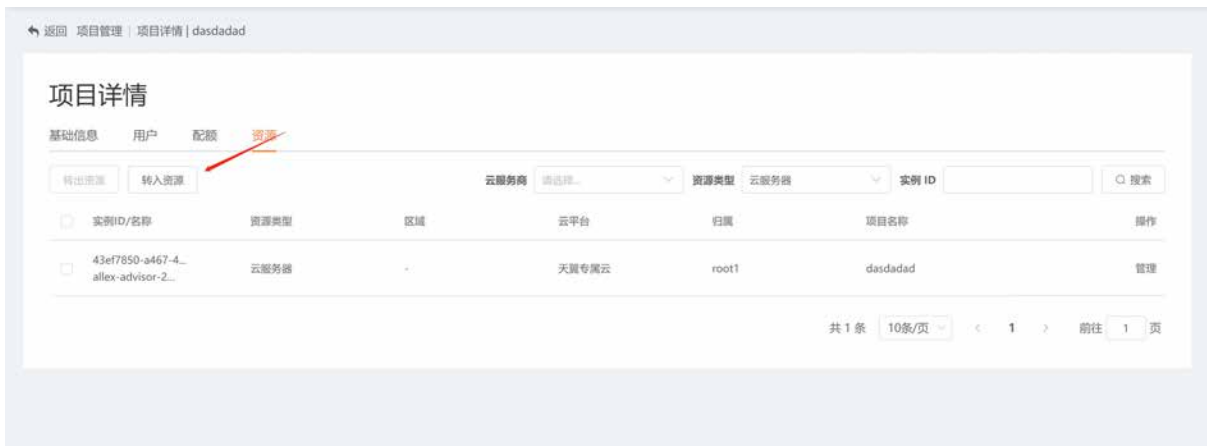 返回 项目管理 | 项目详情 | dasdadad
项目详情
基础信息 用户 配额 资源
转出资源 转入资源 云服务商 请选择... 资源类型 云服务器 实例 ID 搜索
实例ID/名称 资源类型 区域 云平台 归属 项目名称 操作
43ef7850-a467-4...
allex-advisor-2...
云服务器 - 天翼专属云 root1 dasdadad 管理
共 1 条 10条/页 < 1 > 前往 1 页